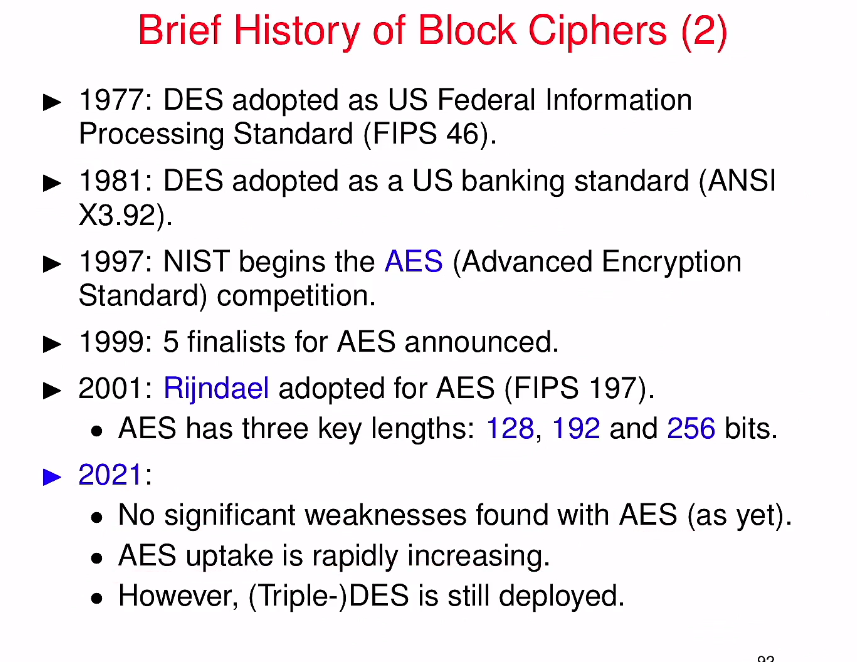 Brief History of Block Ciphers (2)
▶ 1977: DES adopted as US Federal Information
Processing Standard (FIPS 46).
▶ 1981: DES adopted as a US banking standard (ANSI
X3.92).
▶ 1997: NIST begins the AES (Advanced Encryption
Standard) competition.
▶ 1999: 5 finalists for AES announced.
▶ 2001: Rijndael adopted for AES (FIPS 197).
• AES has three key lengths: 128, 192 and 256 bits.
▶ 2021:
• No significant weaknesses found with AES (as yet).
• AES uptake is rapidly increasing.
• However, (Triple-)DES is still deployed.